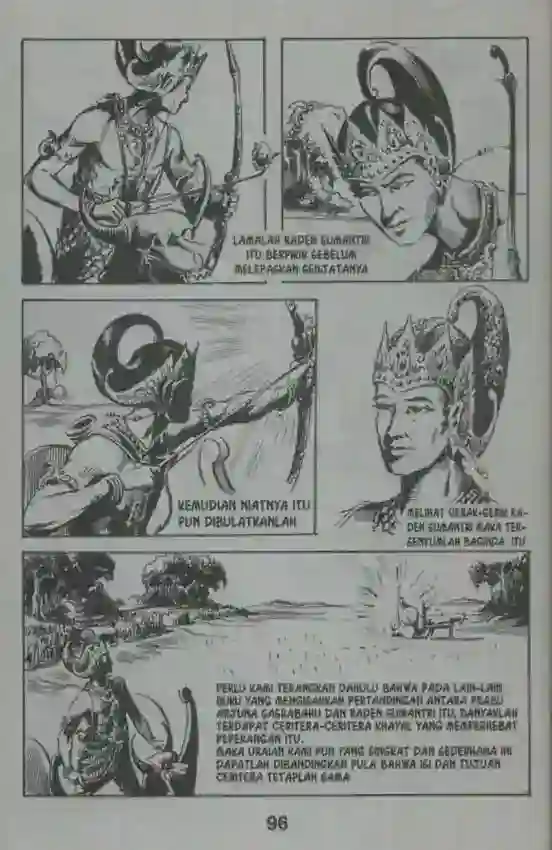 LAMALAH RADEN SUMANTRI
ITU BERPIKIR SEBELUM
MELEPASKAN SENJATANYA
KEMUDIAN NIATNYA ITU
PUN DIBULATKANLAH
MELIHAT GERAK-GERIK RA-
DEN SUMANTRI MAKA TER-
SENYUMLAH BAGINDA ITU
PERLU KAMI TERANGKAN DAHULU BAHWA PADA LAIN-LAIN
BUKU YANG MENGISAHKAN PERTANDINGAN ANTARA PRABU
ARJUNA SASRABAHU DAN RADEN SUMANTRI ITU, BANYAKLAH
TERDAPAT CERITERA-CERITERA KHAYAL YANG MEMPERHEBAT
PEPERANGAN ITU.
MAKA URAIAN KAMI PUN YANG SINGKAT DAN SEDERHANA INI
DAPATLAH DIBANDINGKAN PULA BAHWA ISI DAN TUJUAN
CERITERA TETAPLAH SAMA
96